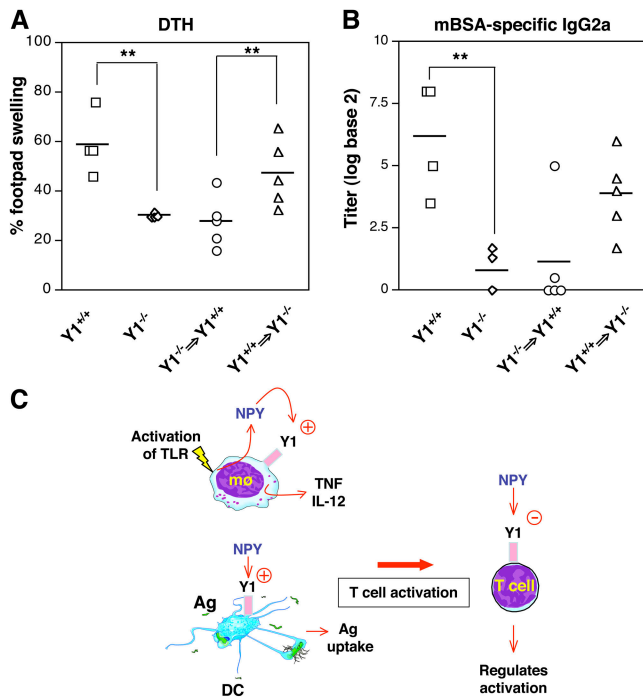 A
DTH
% footpad swelling
100
80
60
40
20
0
**
**
Y1+/+
Y1-/-
Y1-/-⇒Y1+/+
Y1+/+⇒Y1-/-
B
mBSA-specific IgG2a
Titer (log base 2)
10
7.5
5
2.5
0
**
Y1+/+
Y1-/-
Y1-/-⇒Y1+/+
Y1+/+⇒Y1-/-
C
NPY
Activation
of TLR
Y1
+
mø
TNF
IL-12
NPY
Y1
+
Ag
Ag
uptake
DC
T cell activation
NPY
−
Y1
T cell
Regulates
activation